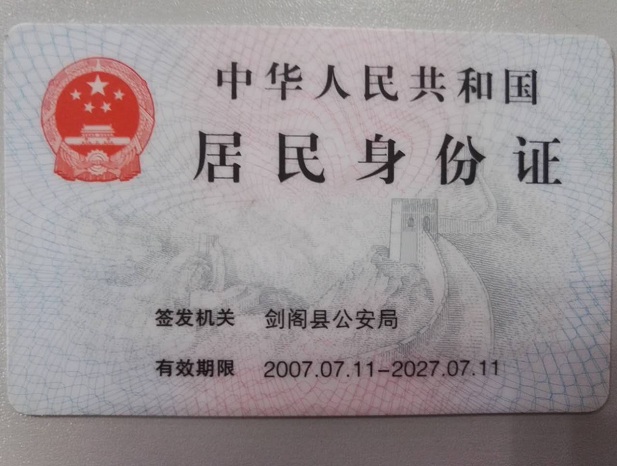 中华人民共和国
居民身份证
签发机关 剑阁县公安局
有效期限 2007.07.11-2027.07.11